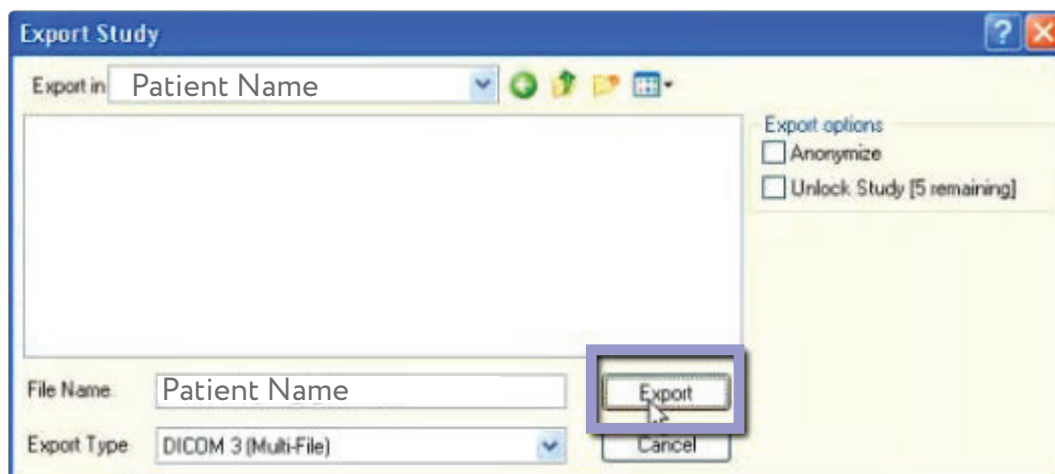 Export Study
Export in Patient Name
Export options
Anonymize
Unlock Study [5 remaining]
File Name Patient Name
Export
Export Type DICOM 3 (Multi-File)
Cancel